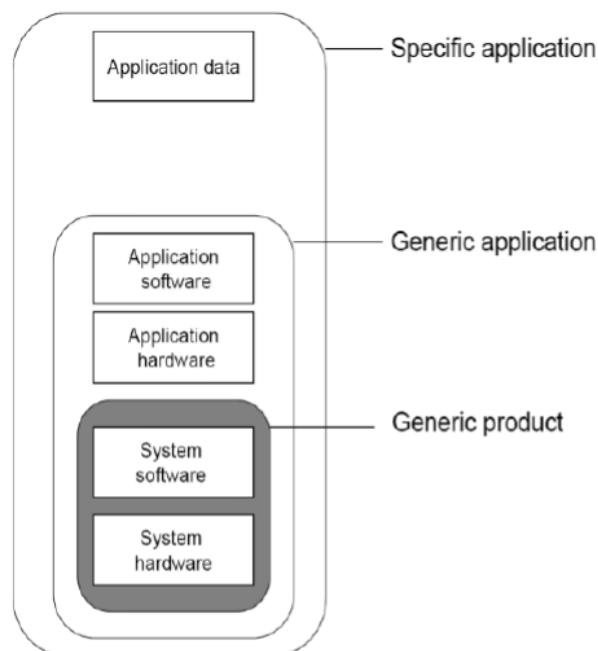 Application data
Specific application
Generic application
Application
software
Application
hardware
Generic product
System
software
System
hardware